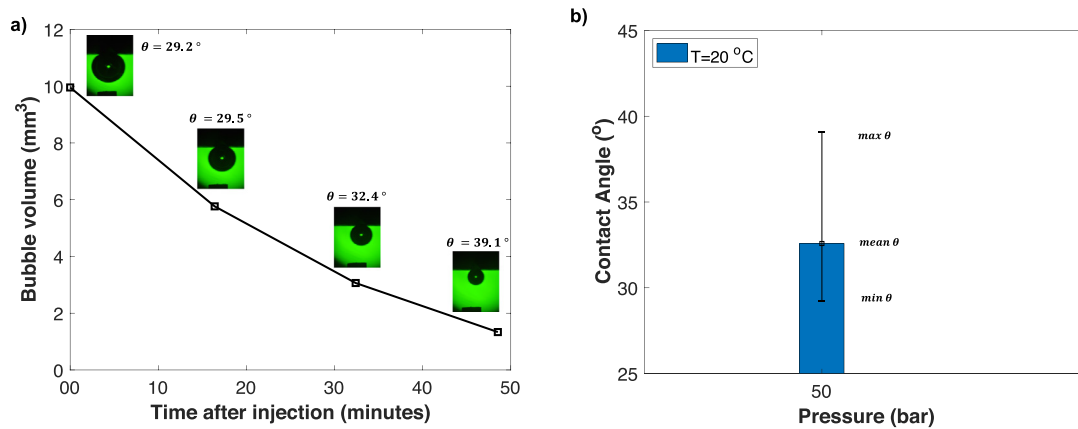 a)
12
10
8
6
4
2
0
Bubble volume (mm3)
θ = 29.2 °
θ = 29.5 °
θ = 32.4 °
θ = 39.1 °
00 10 20 30 40 50
Time after injection (minutes)
b)
45
40
35
30
25
Contact Angle (o)
T=20 oC
max θ
mean θ
min θ
50
Pressure (bar)